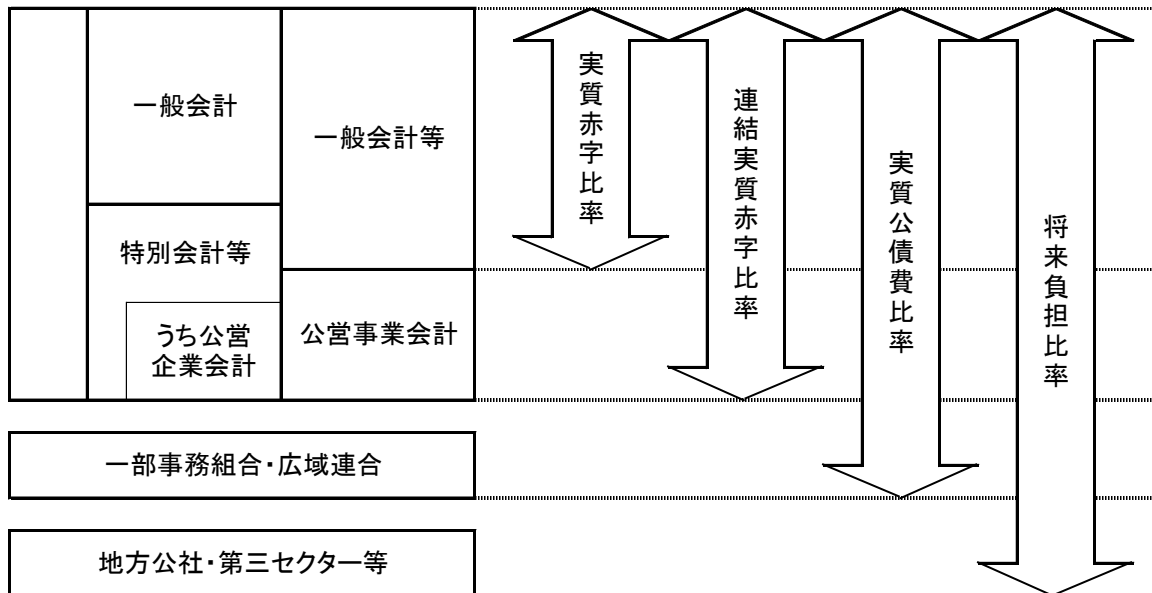 一般会計
一般会計等
特別会計等
うち公営
企業会計
公営事業会計
一部事務組合・広域連合
地方公社・第三セクター等
実質赤字比率
連結実質赤字比率
実質公債費比率
将来負担比率